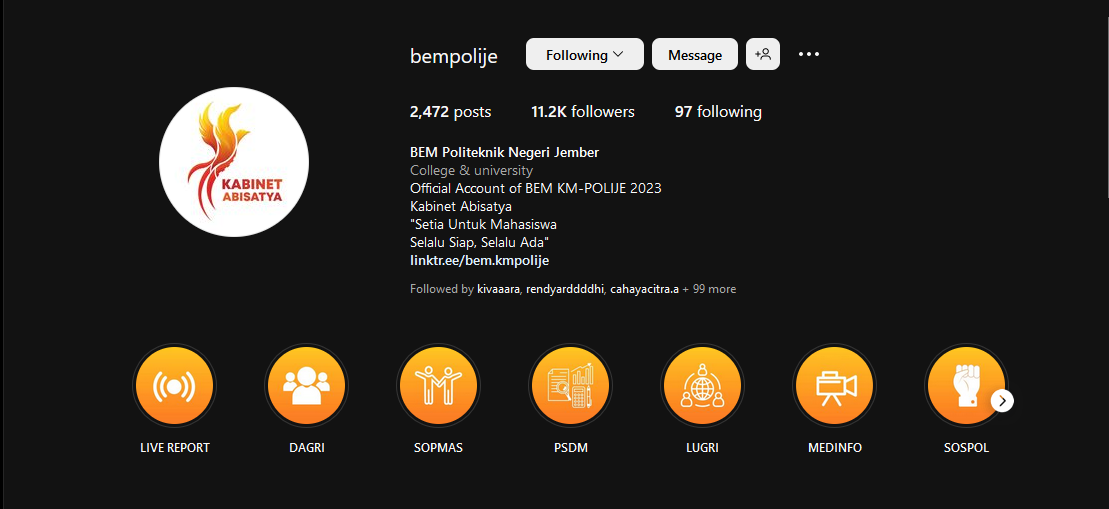 bempolije Following Message
2,472 posts 11.2K followers 97 following
KABINET
ABISATYA
BEM Politeknik Negeri Jember
College & university
Official Account of BEM KM-POLIJE 2023
Kabinet Abisatya
"Setia Untuk Mahasiswa
Selalu Siap, Selalu Ada"
linktr.ee/bem.kmpolije
Followed by kivaaara, rendyarddddhi, cahayacitra.a + 99 more
LIVE REPORT DAGRI SOPMAS PSDM LUGRI MEDINFO SOSPOL